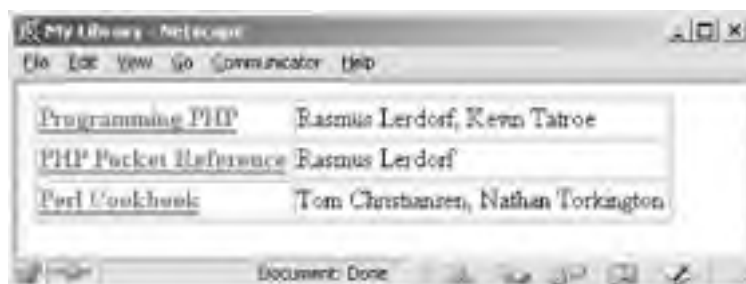 My Library - Netscape
File Edit View Go Communicator Help
Programming PHP Rasmus Lerdorf, Kevin Tatroe
PHP Pocket Reference Rasmus Lerdorf
Perl Cookbook Tom Christiansen, Nathan Torkington
Document: Done